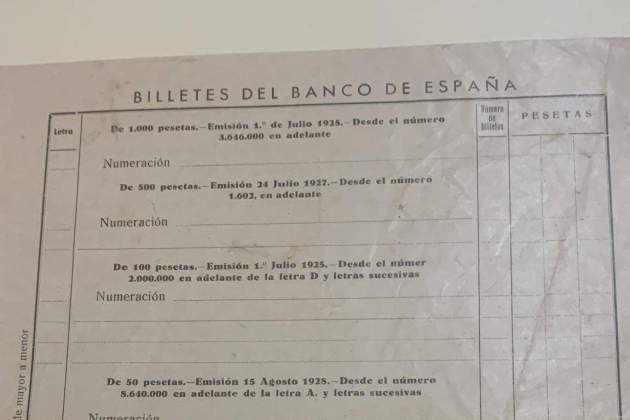 BILLETES DEL BANCO DE ESPAÑA
Letra
Número
de
billetes
PESETAS
De 1.000 pesetas.—Emisión 1.º de Julio 1925.—Desde el número
3.646.000 en adelante
Numeración
De 500 pesetas.—Emisión 24 Julio 1927.—Desde el número
1.602, en adelante
Numeración
De 100 pesetas.—Emisión 1.º Julio 1925.—Desde el númer
2.000.000 en adelante de la letra D y letras sucesivas
Numeración
De 50 pesetas.—Emisión 15 Agosto 1928.—Desde el número
8.640.000 en adelante de la letra A. y letras sucesivas
Numeración
de mayor a menor